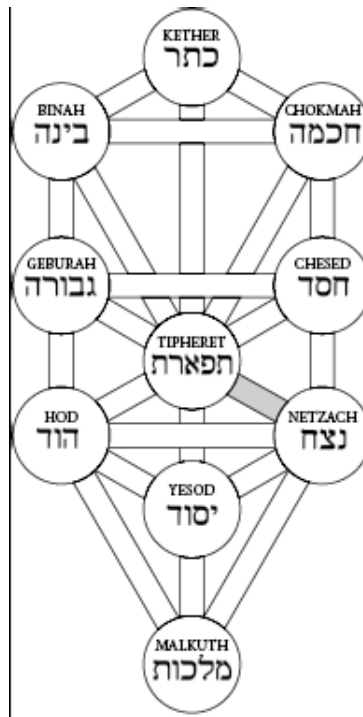 KETHER
כתר
BINAH
בינה
CHOKMAH
חכמה
GEBURAH
גבורה
CHESED
חסד
TIPHERET
תפארת
HOD
הוד
NETZACH
נצח
YESOD
יסוד
MALKUTH
מלכות